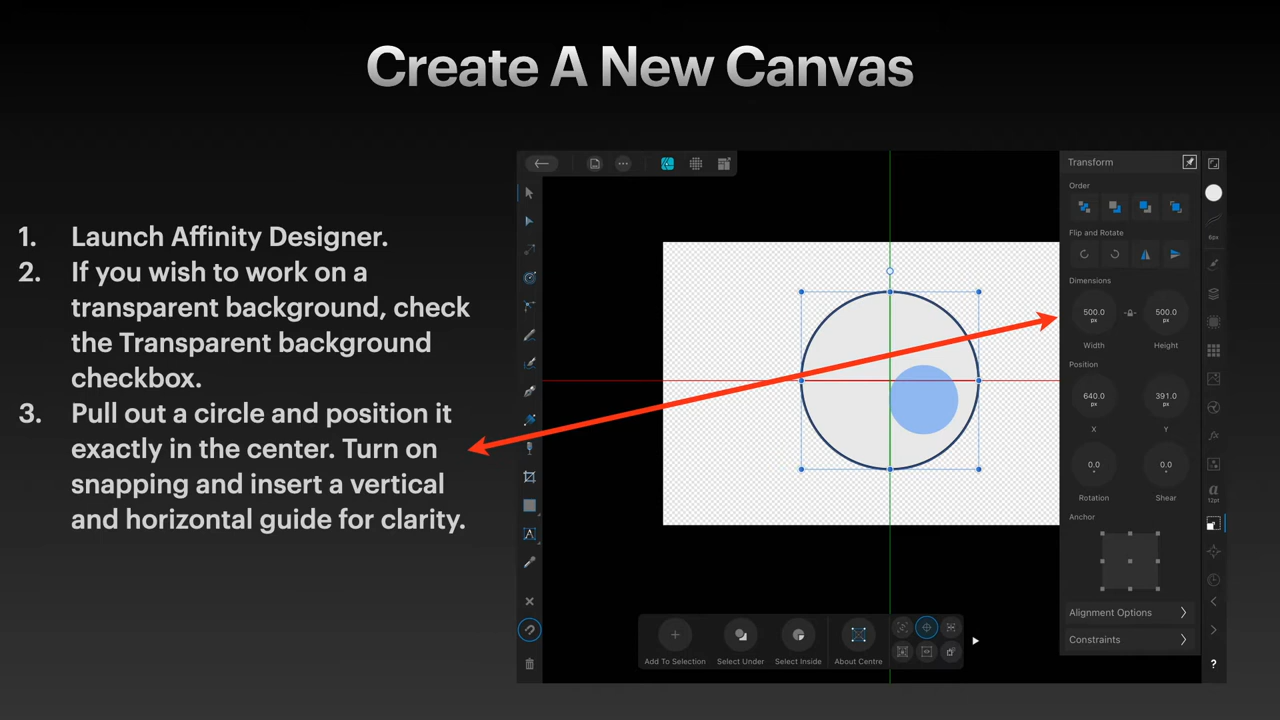 Create A New Canvas
1. Launch Affinity Designer.
2. If you wish to work on a
transparent background, check
the Transparent background
checkbox.
3. Pull out a circle and position it
exactly in the center. Turn on
snapping and insert a vertical
and horizontal guide for clarity.
Transform
Order
Flip and Rotate
Dimensions
500.0 px
500.0 px
Width
Height
Position
640.0 px
391.0 px
X
Y
0.0 °
0.0 °
Rotation
Shear
Anchor
Alignment Options
Constraints
6px
fx
a
12pt
?
A
Add To Selection
Select Under
Select Inside
About Centre